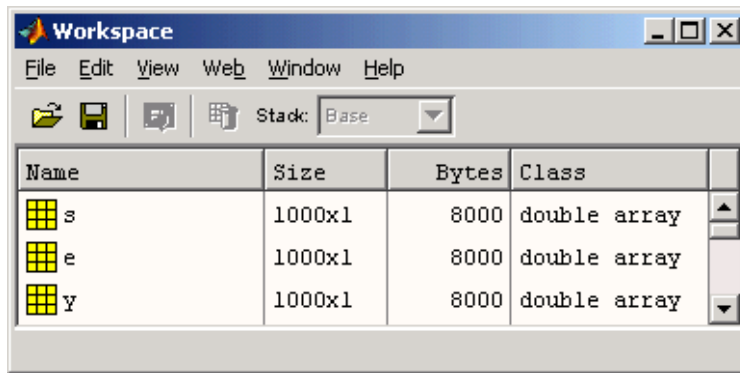 Workspace
File Edit View Web Window Help
Stack: Base
Name Size Bytes Class
s 1000x1 8000 double array
e 1000x1 8000 double array
y 1000x1 8000 double array